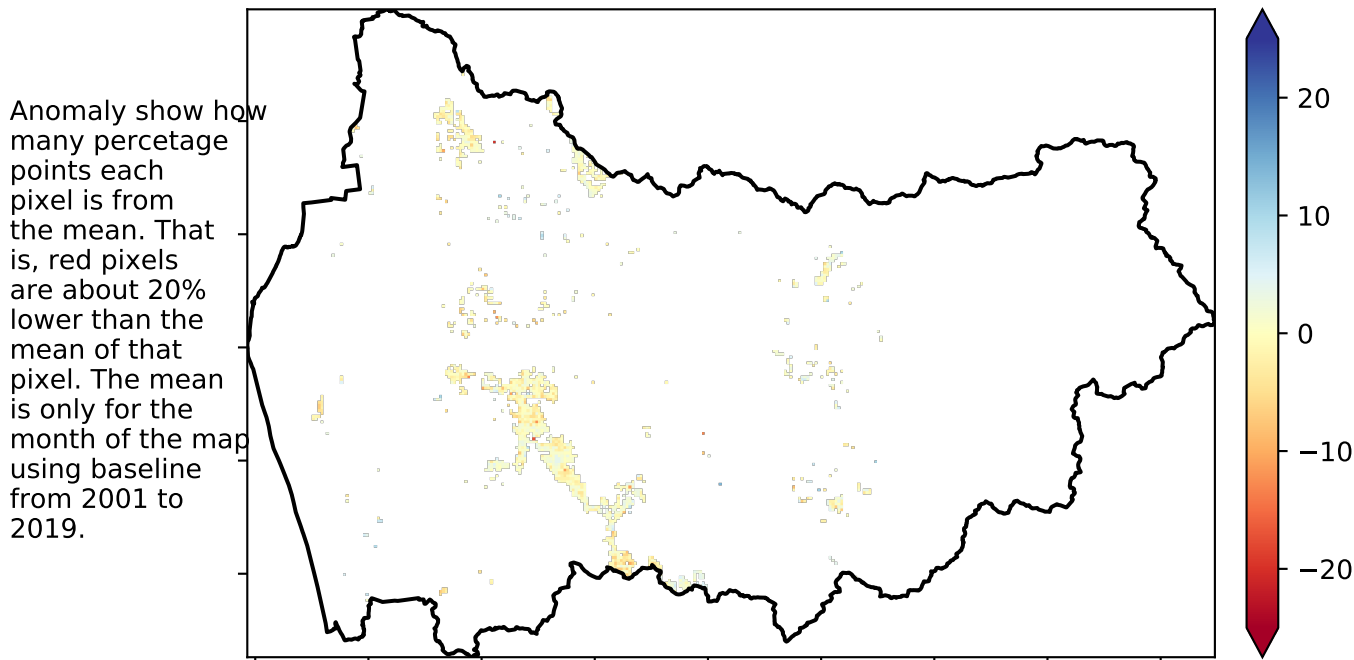 Anomaly show how
many percetage
points each
pixel is from
the mean. That
is, red pixels
are about 20%
lower than the
mean of that
pixel. The mean
is only for the
month of the map
using baseline
from 2001 to
2019.
20
10
0
−10
−20